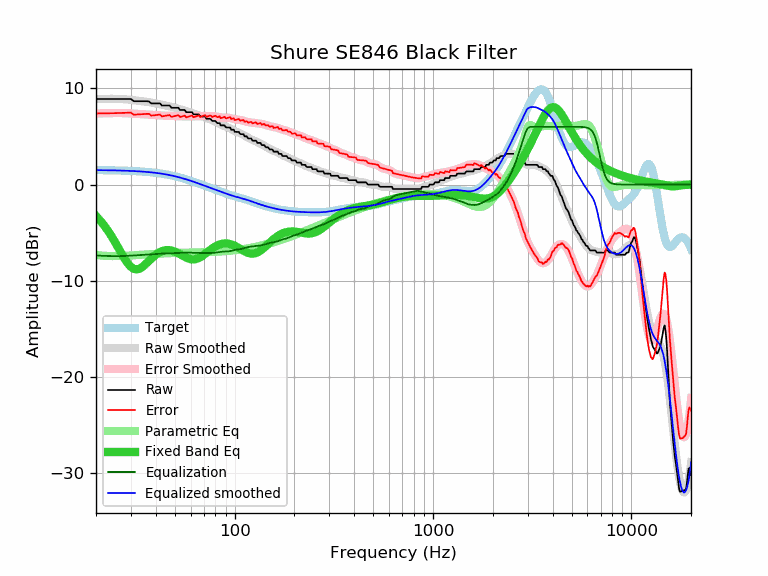 Shure SE846 Black Filter
Amplitude (dBr)
10
0
−10
−20
−30
Target
Raw Smoothed
Error Smoothed
Raw
Error
Parametric Eq
Fixed Band Eq
Equalization
Equalized smoothed
100
1000
10000
Frequency (Hz)